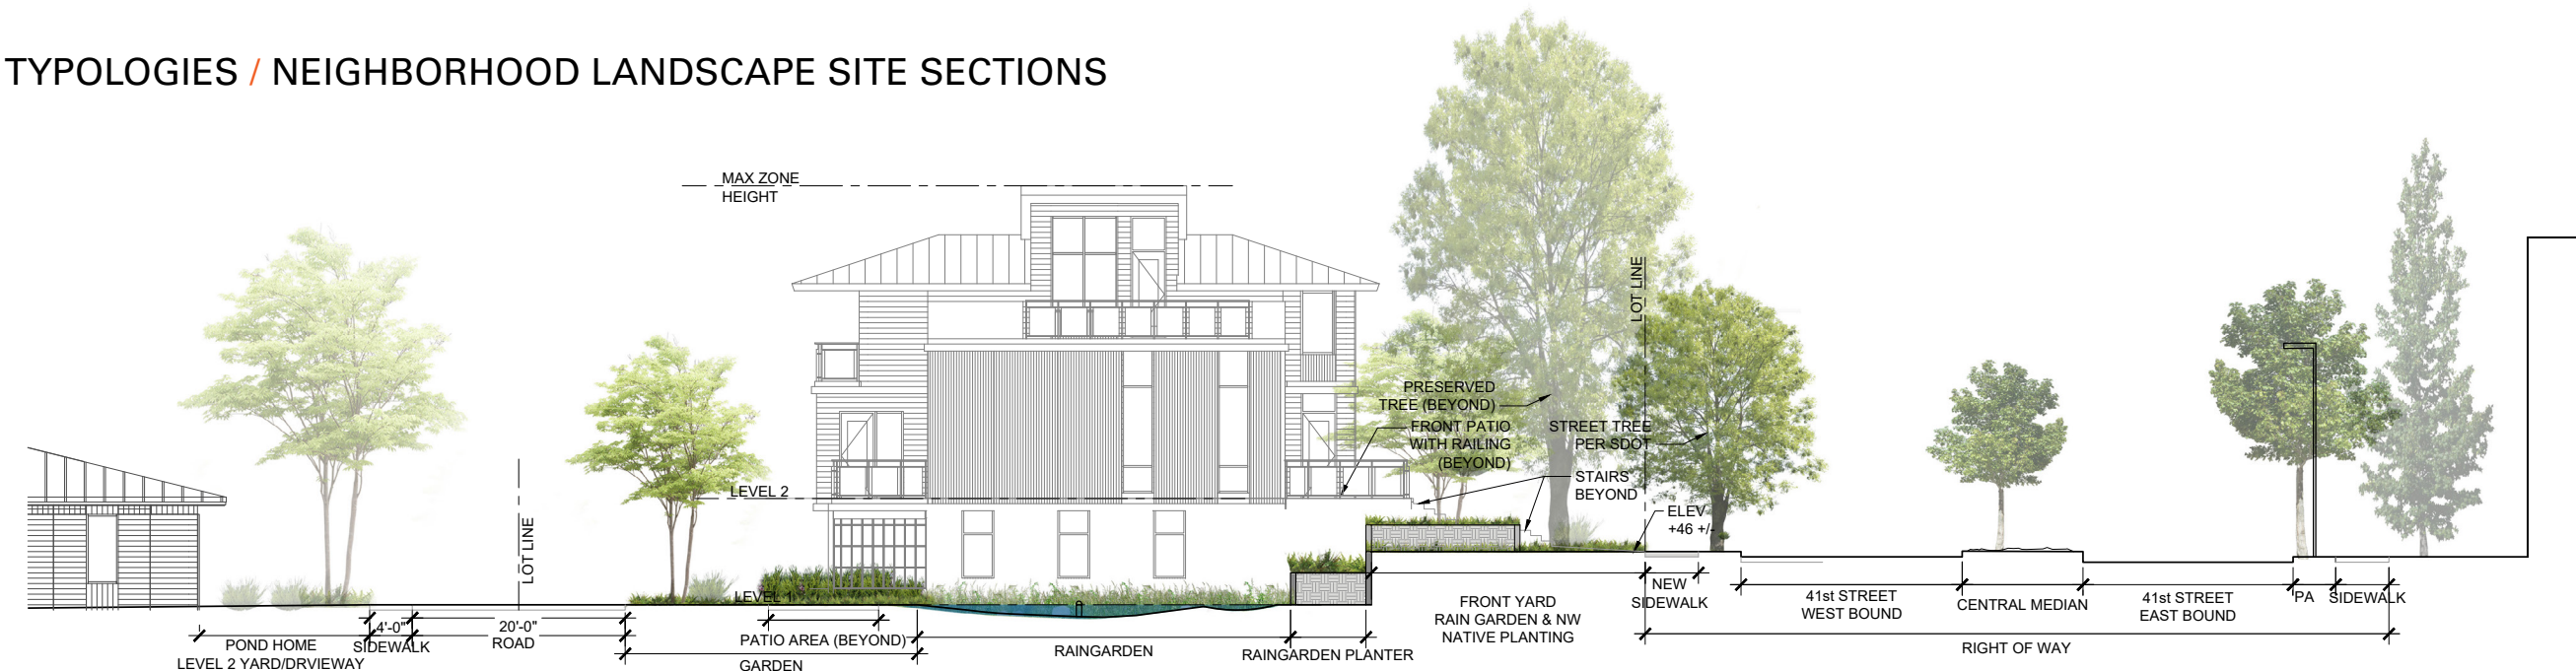 TYPOLOGIES / NEIGHBORHOOD LANDSCAPE SITE SECTIONS
MAX ZONE
HEIGHT
LOT LINE
PRESERVED
TREE (BEYOND)
FRONT PATIO
WITH RAILING
(BEYOND)
STREET TREE
PER SDOT
STAIRS
BEYOND
LEVEL 2
ELEV
+46 +/-
LOT LINE
LEVEL 1
POND HOME
LEVEL 2 YARD/DRVIEWAY
4'-0"
SIDEWALK
20'-0"
ROAD
PATIO AREA (BEYOND)
GARDEN
RAINGARDEN
RAINGARDEN PLANTER
FRONT YARD
RAIN GARDEN & NW
NATIVE PLANTING
NEW
SIDEWALK
41st STREET
WEST BOUND
CENTRAL MEDIAN
41st STREET
EAST BOUND
PA
SIDEWALK
RIGHT OF WAY